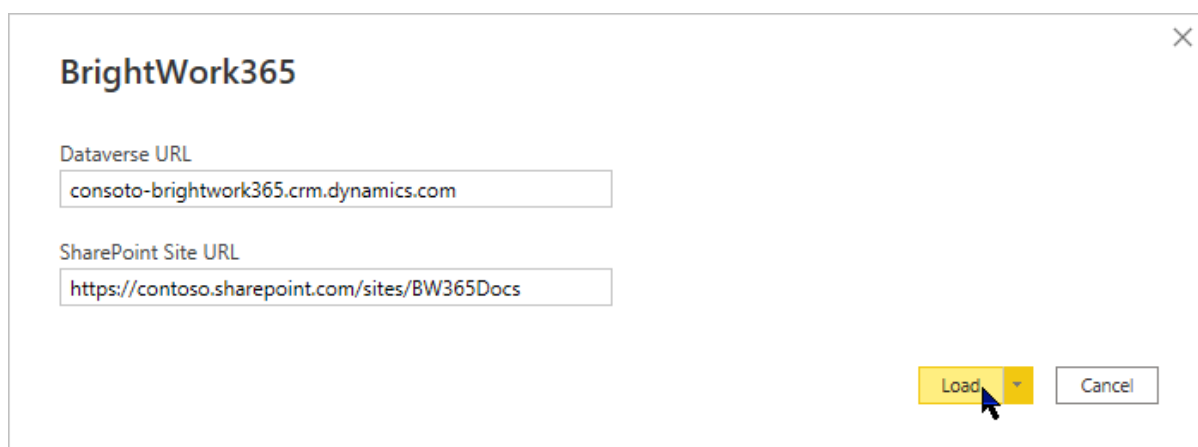 BrightWork365
Dataverse URL
consoto-brightwork365.crm.dynamics.com
SharePoint Site URL
https://contoso.sharepoint.com/sites/BW365Docs
Load
Cancel